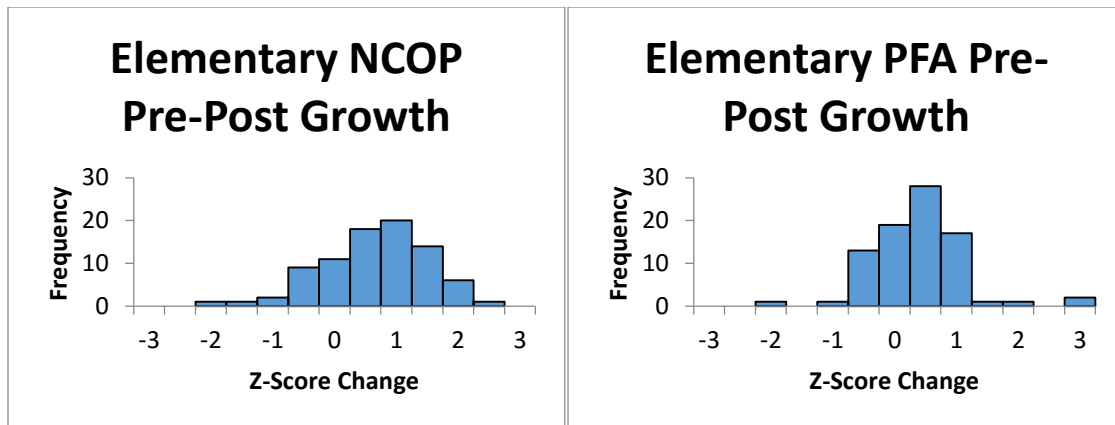 Elementary NCOP
Pre-Post Growth
30
20
10
0
Frequency
-3 -2 -1 0 1 2 3
Z-Score Change
Elementary PFA Pre-
Post Growth
30
20
10
0
Frequency
-3 -2 -1 0 1 2 3
Z-Score Change